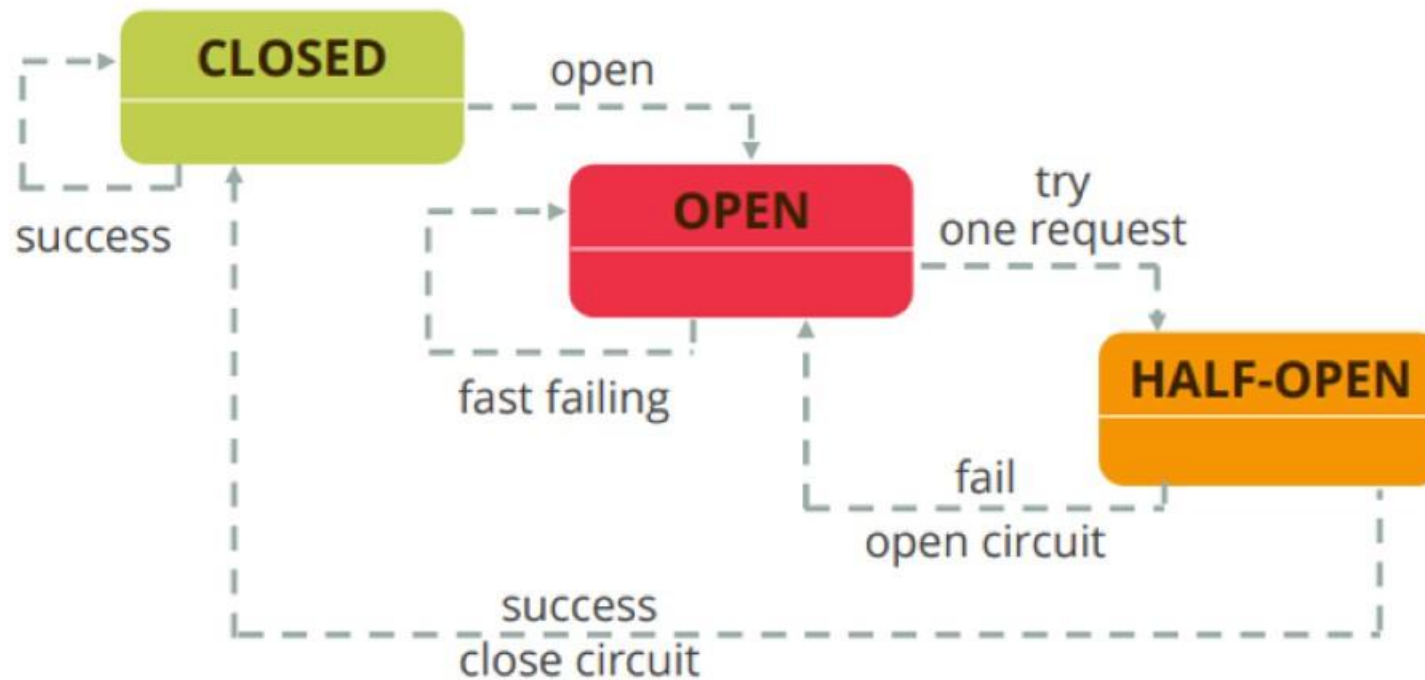 CLOSED
open
success
OPEN
try
one request
fast failing
HALF-OPEN
fail
open circuit
success
close circuit